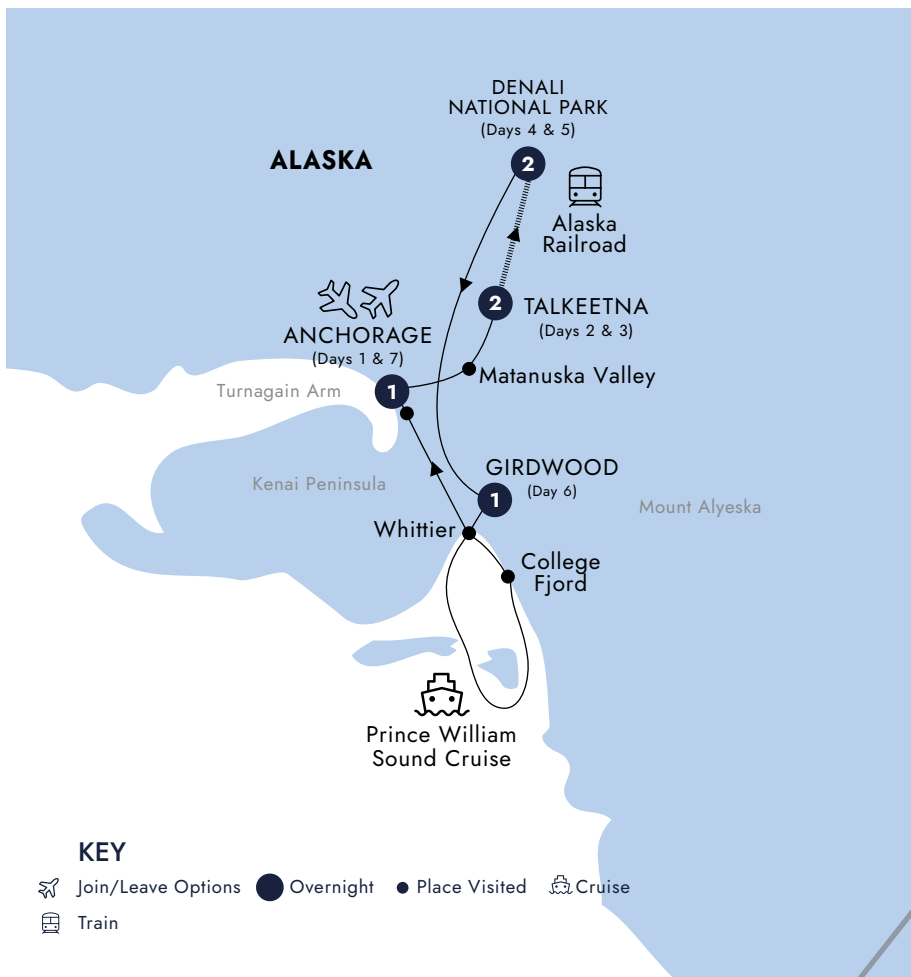 DENALI
NATIONAL PARK
(Days 4 & 5)
ALASKA
2
Alaska
Railroad
2
TALKEETNA
(Days 2 & 3)
ANCHORAGE
(Days 1 & 7)
Matanuska Valley
Turnagain Arm
1
GIRDWOOD
(Day 6)
Kenai Peninsula
1
Mount Alyeska
Whittier
College
Fjord
Prince William
Sound Cruise
KEY
Join/Leave Options Overnight Place Visited Cruise
Train